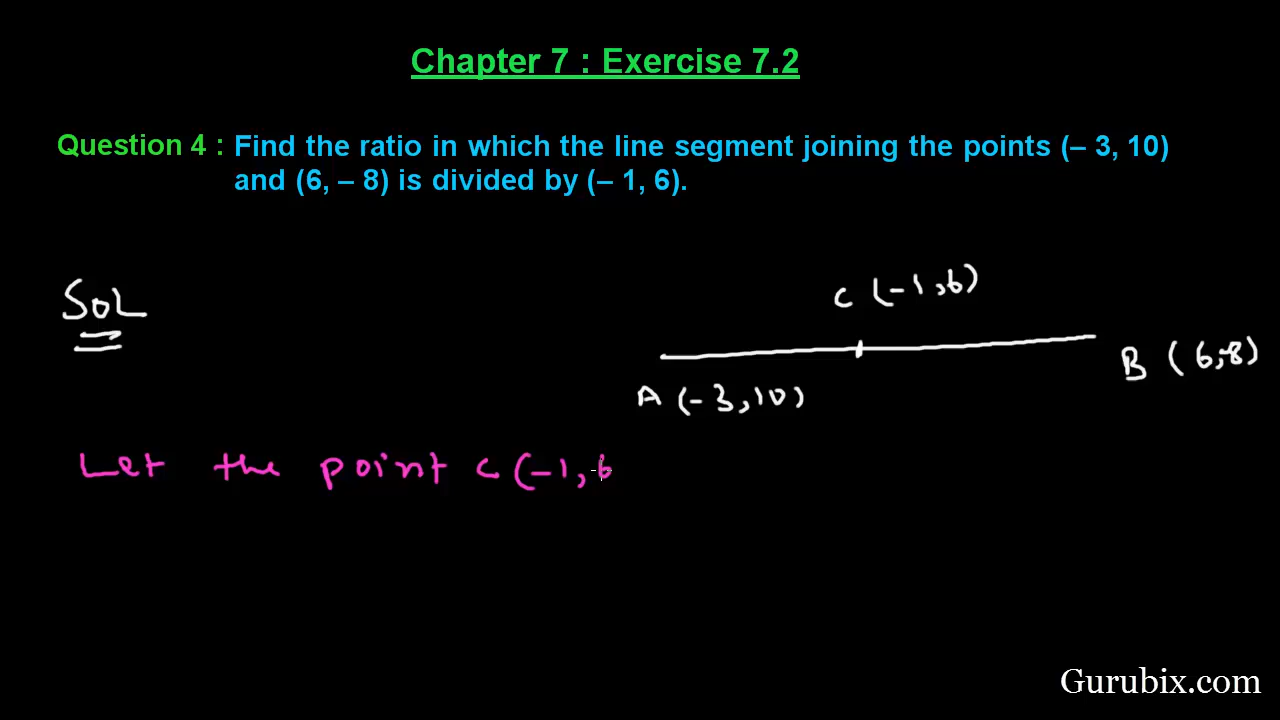 Chapter 7 : Exercise 7.2
Question 4 : Find the ratio in which the line segment joining the points (– 3, 10)
and (6, – 8) is divided by (– 1, 6).
SOL
C (-1,6)
A (-3,10)
B (6,-8)
Let the point C (-1,6
Gurubix.com